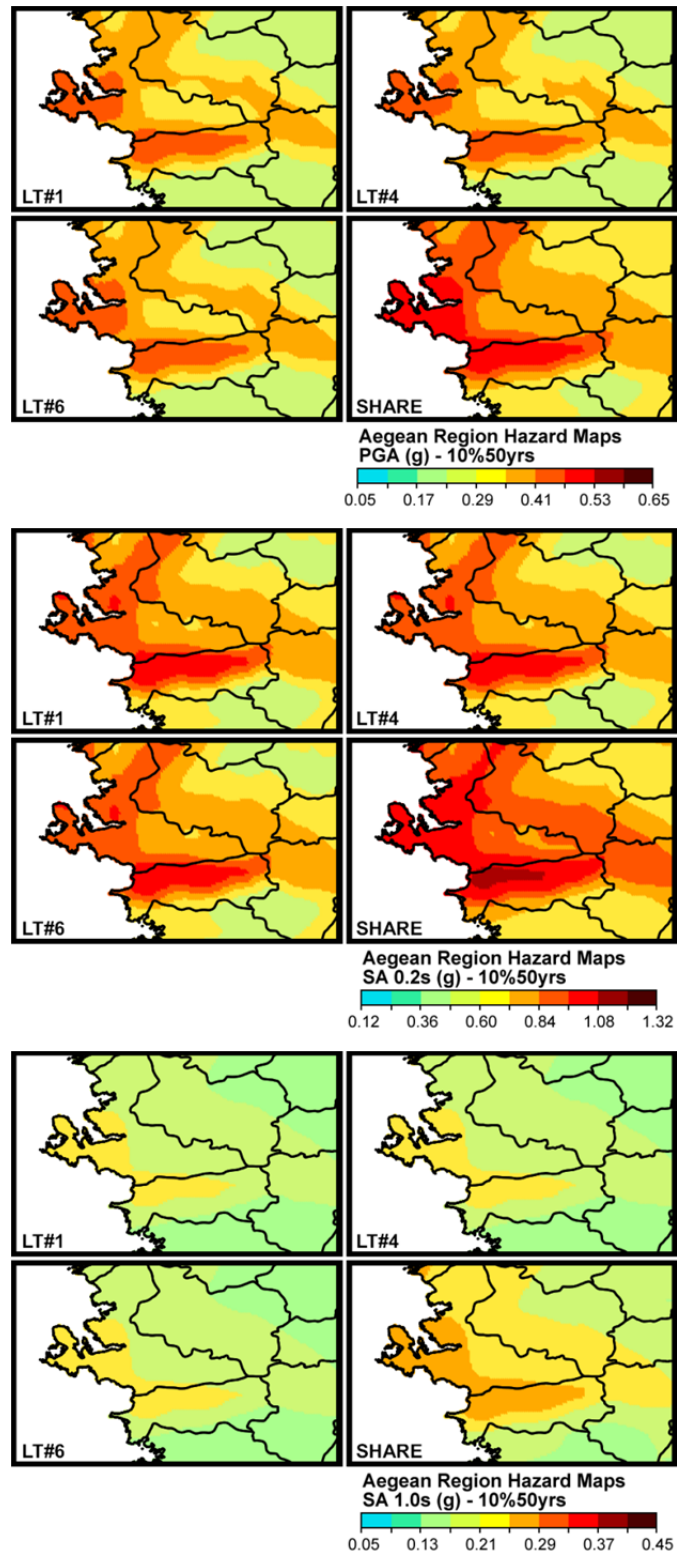 LT#1 LT#4
LT#6 SHARE
Aegean Region Hazard Maps
PGA (g) - 10%50yrs
0.05 0.17 0.29 0.41 0.53 0.65
LT#1 LT#4
LT#6 SHARE
Aegean Region Hazard Maps
SA 0.2s (g) - 10%50yrs
0.12 0.36 0.60 0.84 1.08 1.32
LT#1 LT#4
LT#6 SHARE
Aegean Region Hazard Maps
SA 1.0s (g) - 10%50yrs
0.05 0.13 0.21 0.29 0.37 0.45